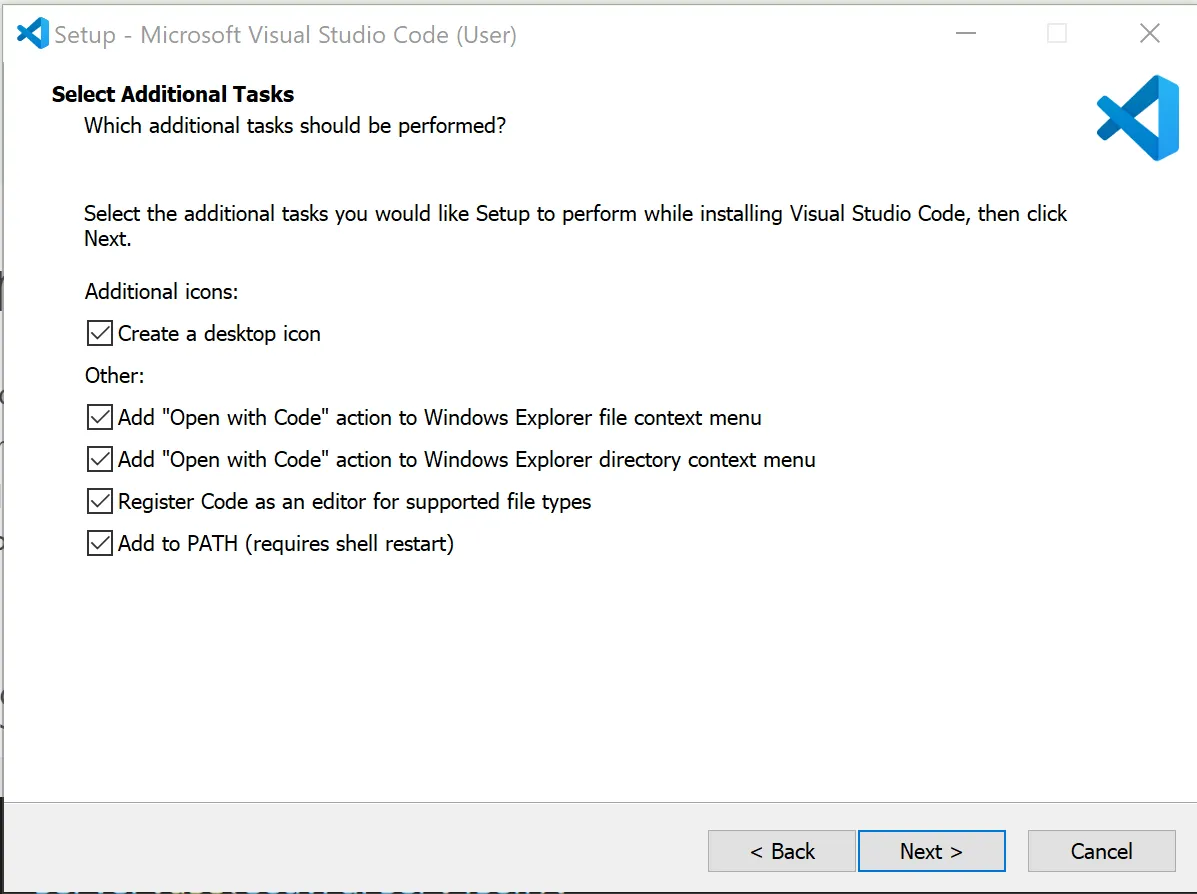 Setup - Microsoft Visual Studio Code (User)
Select Additional Tasks
Which additional tasks should be performed?
Select the additional tasks you would like Setup to perform while installing Visual Studio Code, then click
Next.
Additional icons:
Create a desktop icon
Other:
Add "Open with Code" action to Windows Explorer file context menu
Add "Open with Code" action to Windows Explorer directory context menu
Register Code as an editor for supported file types
Add to PATH (requires shell restart)
< Back
Next >
Cancel